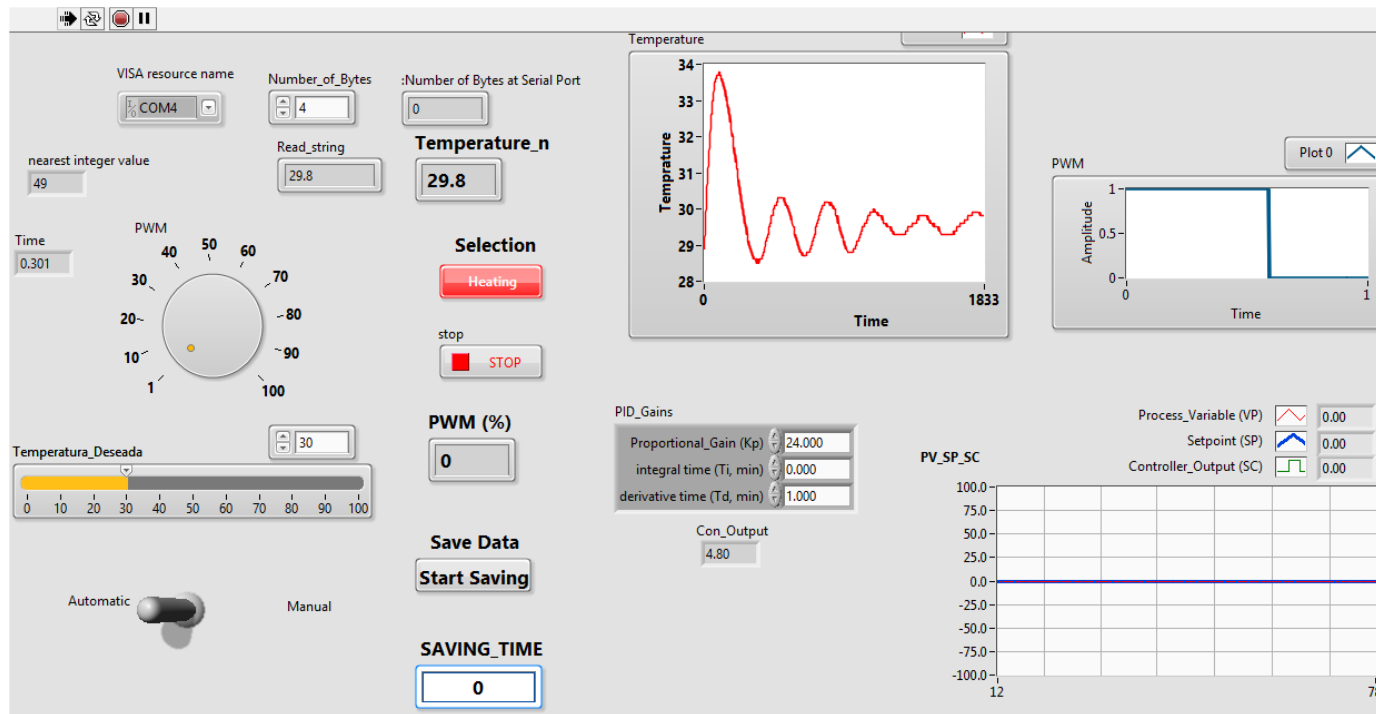 VISA resource name
COM4
Number_of_Bytes
4
:Number of Bytes at Serial Port
0
nearest integer value
49
Read_string
29.8
Temperature_n
29.8
Time
0.301
PWM
1 10 20 30 40 50 60 70 80 90 100
Selection
Heating
stop
STOP
PWM (%)
0
30
Temperatura_Deseada
0 10 20 30 40 50 60 70 80 90 100
Save Data
Start Saving
Automatic
Manual
SAVING_TIME
0
Temperature
Temprature
34
33
32
31
30
29
28
0 1833
Time
Plot 0
PWM
Amplitude
1
0.5
0
0 1
Time
PID_Gains
Proportional_Gain (Kp) 24.000
integral time (Ti, min) 0.000
derivative time (Td, min) 1.000
Con_Output
4.80
Process_Variable (VP) 0.00
Setpoint (SP) 0.00
Controller_Output (SC) 0.00
PV_SP_SC
100.0
75.0
50.0
25.0
0.0
-25.0
-50.0
-75.0
-100.0
12